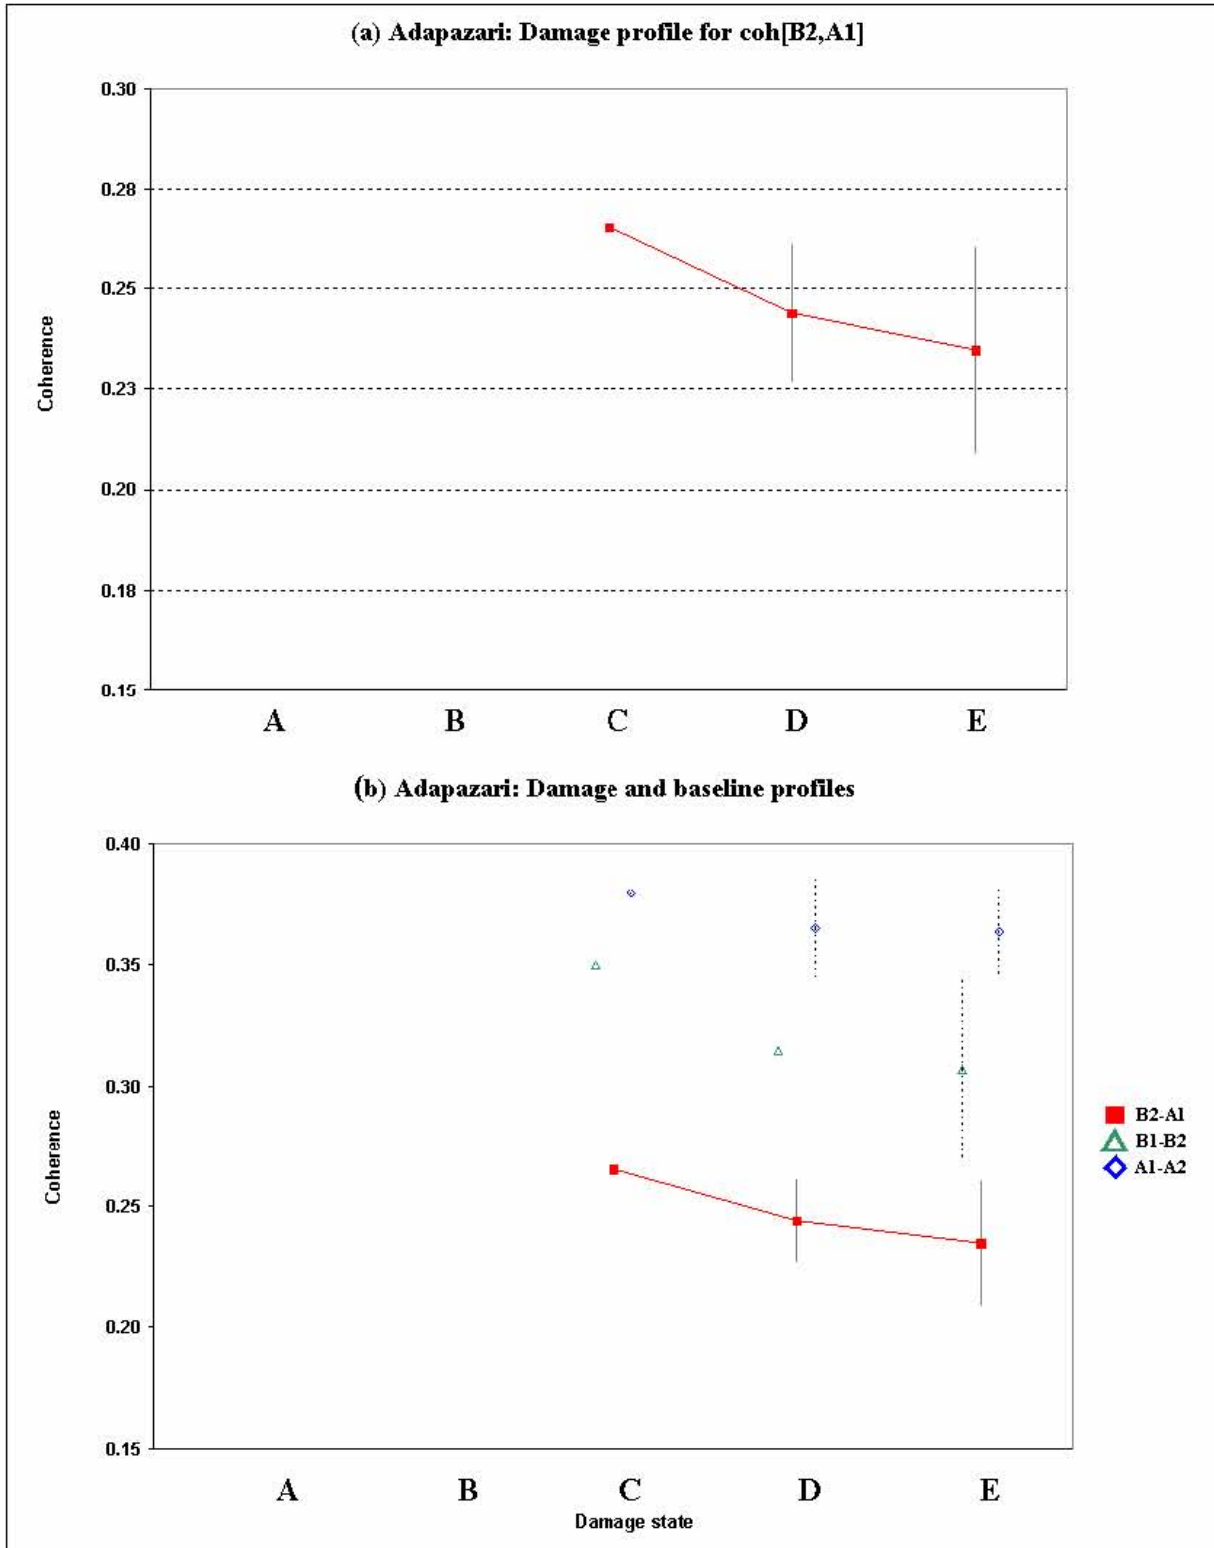 (a) Adapazari: Damage profile for coh[B2,A1]
0.30
0.28
0.25
0.23
0.20
0.18
0.15
Coherence
A B C D E
(b) Adapazari: Damage and baseline profiles
0.40
0.35
0.30
0.25
0.20
0.15
Coherence
B2-A1
B1-B2
A1-A2
A B C D E
Damage state